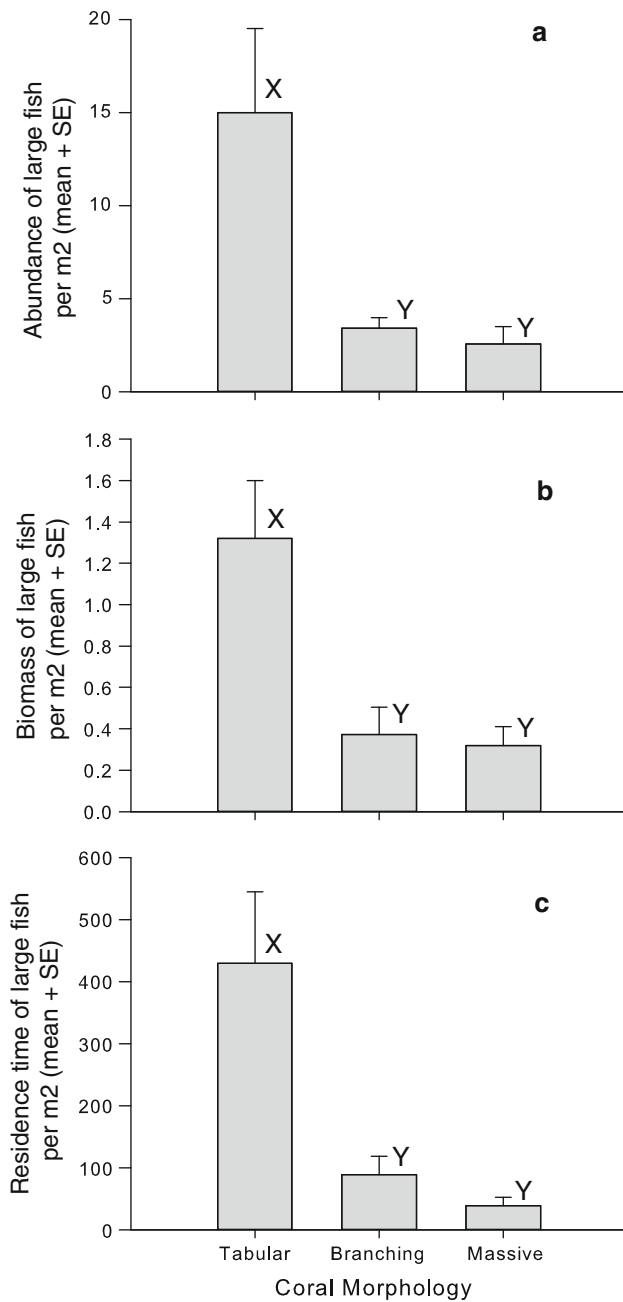 20
15
10
5
0
Abundance of large fish
per m2 (mean + SE)
a
X
Y
Y
1.8
1.6
1.4
1.2
1.0
0.8
0.6
0.4
0.2
0.0
Biomass of large fish
per m2 (mean + SE)
b
X
Y
Y
600
500
400
300
200
100
0
Residence time of large fish
per m2 (mean + SE)
c
X
Y
Y
Tabular Branching Massive
Coral Morphology